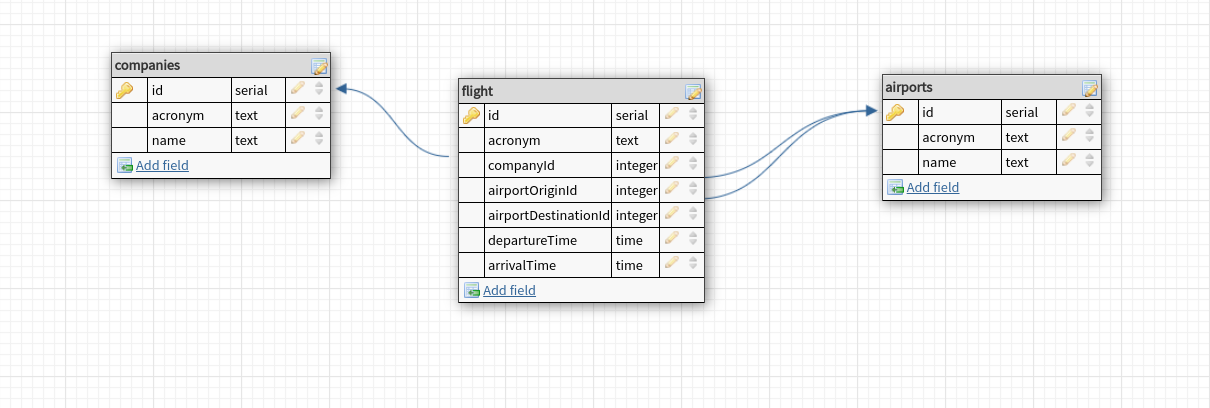 companies
id serial
acronym text
name text
Add field
flight
id serial
acronym text
companyId integer
airportOriginId integer
airportDestinationId integer
departureTime time
arrivalTime time
Add field
airports
id serial
acronym text
name text
Add field